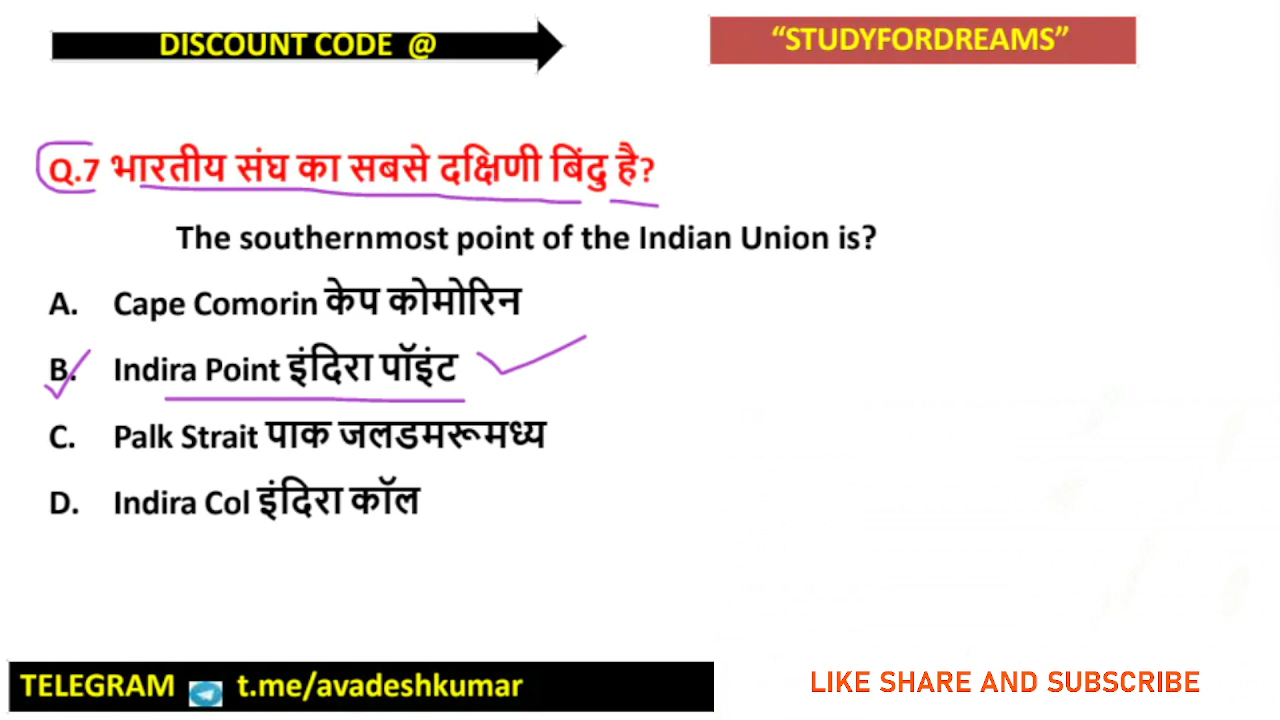 DISCOUNT CODE @
“STUDYFORDREAMS”
Q.7 भारतीय संघ का सबसे दक्षिणी बिंदु है?
The southernmost point of the Indian Union is?
A. Cape Comorin केप कोमोरिन
B. Indira Point इंदिरा पॉइंट
C. Palk Strait पाक जलडमरूमध्य
D. Indira Col इंदिरा कॉल
TELEGRAM t.me/avadeshkumar
LIKE SHARE AND SUBSCRIBE